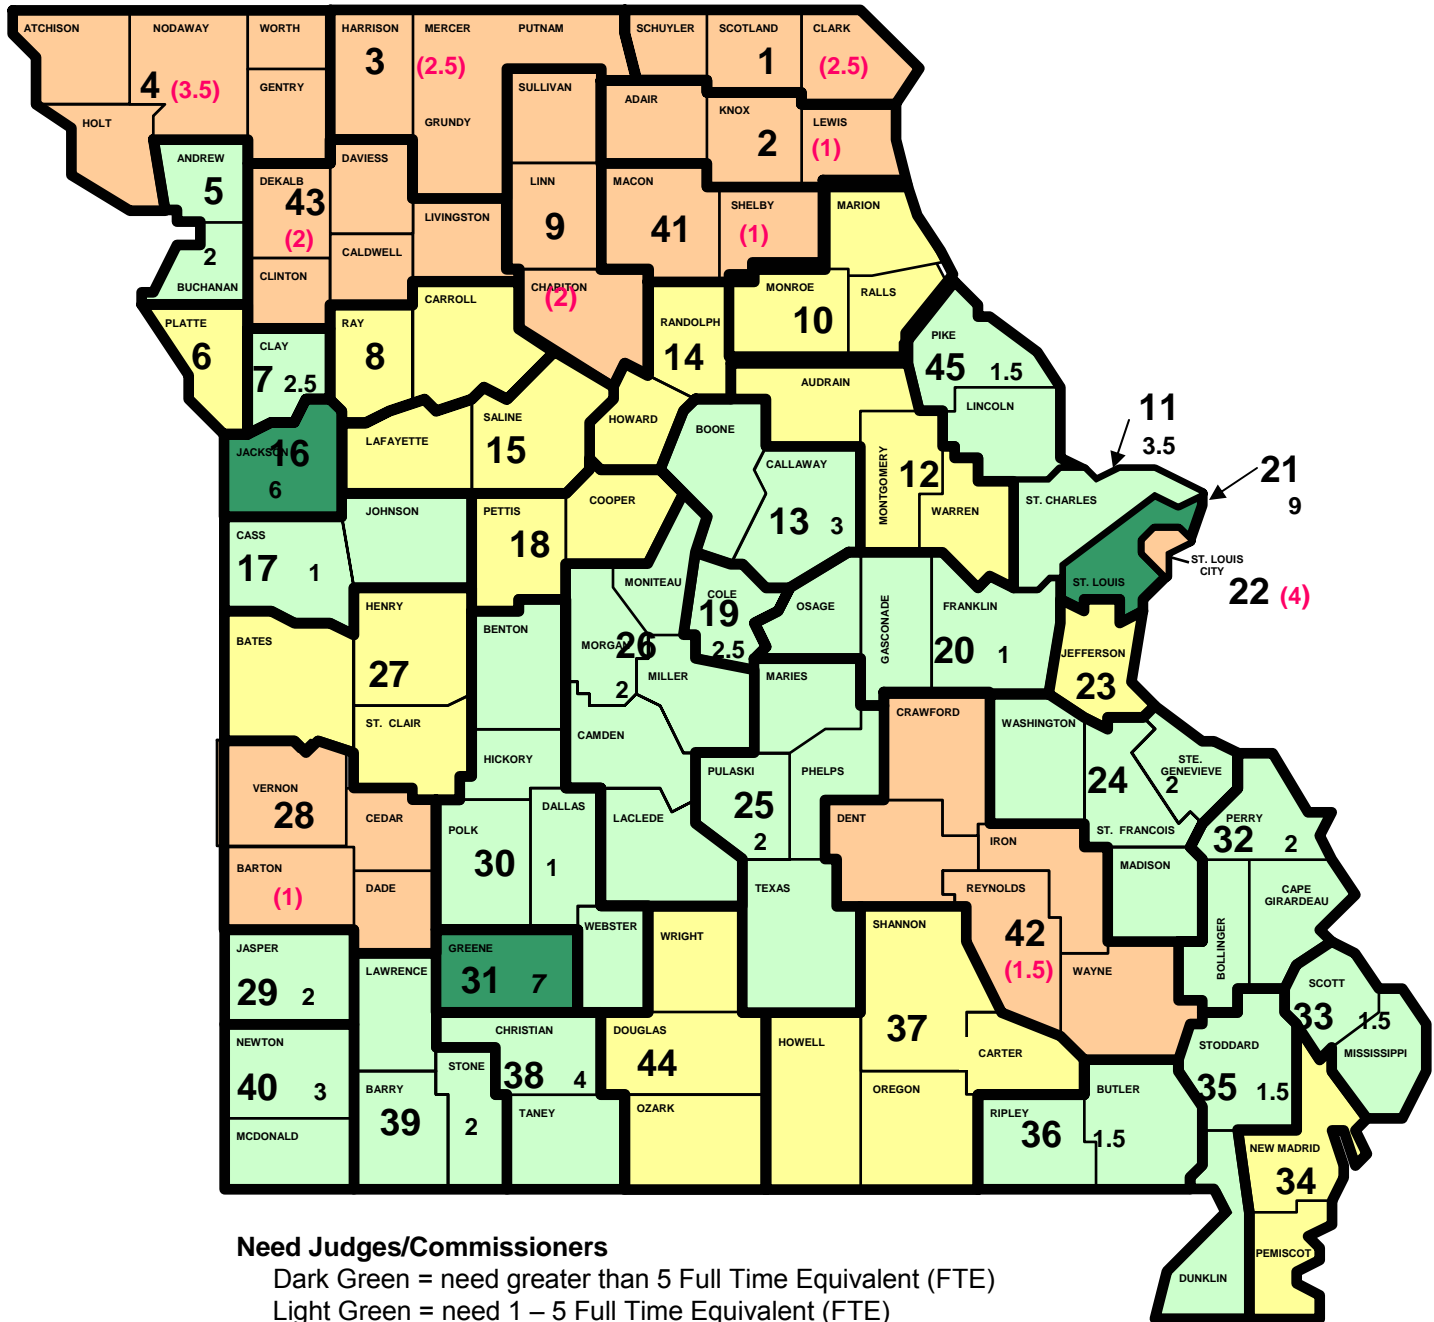 ATCHISON
NODAWAY
WORTH
HARRISON
MERCER
PUTNAM
SCHUYLER
SCOTLAND
CLARK
4 (3.5)
3
(2.5)
1
(2.5)
GENTRY
SULLIVAN
ADAIR
KNOX
LEWIS
HOLT
GRUNDY
2
(1)
ANDREW
5
DAVIESS
DEKALB
43
(2)
LINN
9
MACON
41
SHELBY
(1)
MARION
LIVINGSTON
2
BUCHANAN
CALDWELL
CLINTON
CARROLL
CHARITON
(2)
MONROE
RALLS
10
PLATTE
6
RAY
8
RANDOLPH
14
PIKE
45 1.5
CLAY
7 2.5
AUDRAIN
LINCOLN
JACKSON
16
6
LAFAYETTE
SALINE
15
HOWARD
BOONE
CALLAWAY
13 3
MONTGOMERY
12
WARREN
11
3.5
ST. CHARLES
21
9
ST. LOUIS
ST. LOUIS
CITY
22 (4)
CASS
17 1
JOHNSON
PETTIS
18
COOPER
MONITEAU
COLE
19
2.5
OSAGE
GASCONADE
FRANKLIN
20 1
JEFFERSON
23
BATES
HENRY
27
ST. CLAIR
BENTON
MORGAN
26
2
MILLER
MARIES
CAMDEN
HICKORY
CRAWFORD
WASHINGTON
24
STE.
GENEVIEVE
2
ST. FRANCOIS
VERNON
28
CEDAR
BARTON
(1)
DADE
POLK
30
DALLAS
1
LACLEDE
PULASKI
25
2
PHELPS
DENT
IRON
REYNOLDS
MADISON
PERRY
32 2
CAPE
GIRARDEAU
BOLLINGER
TEXAS
WEBSTER
WRIGHT
SHANNON
42
(1.5)
WAYNE
JASPER
29 2
LAWRENCE
GREENE
31 7
SCOTT
33 1.5
MISSISSIPPI
NEWTON
40 3
MCDONALD
CHRISTIAN
38 4
STONE
2
BARRY
39
TANEY
DOUGLAS
44
OZARK
HOWELL
37
CARTER
OREGON
RIPLEY
36 1.5
BUTLER
STODDARD
35 1.5
NEW MADRID
34
PEMISCOT
DUNKLIN
Need Judges/Commissioners
Dark Green = need greater than 5 Full Time Equivalent (FTE)
Light Green = need 1 – 5 Full Time Equivalent (FTE)